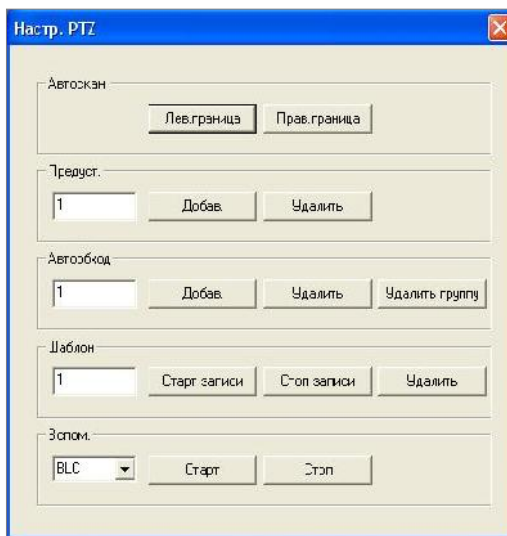 Настр. PTZ
Автоскан
Лев.граница Прав.граница
Предуст.
1 Добав. Удалить
Автообход
1 Добав. Удалить Удалить группу
Шаблон
1 Старт записи Стоп записи Удалить
Вспом.
BLC Старт Стоп